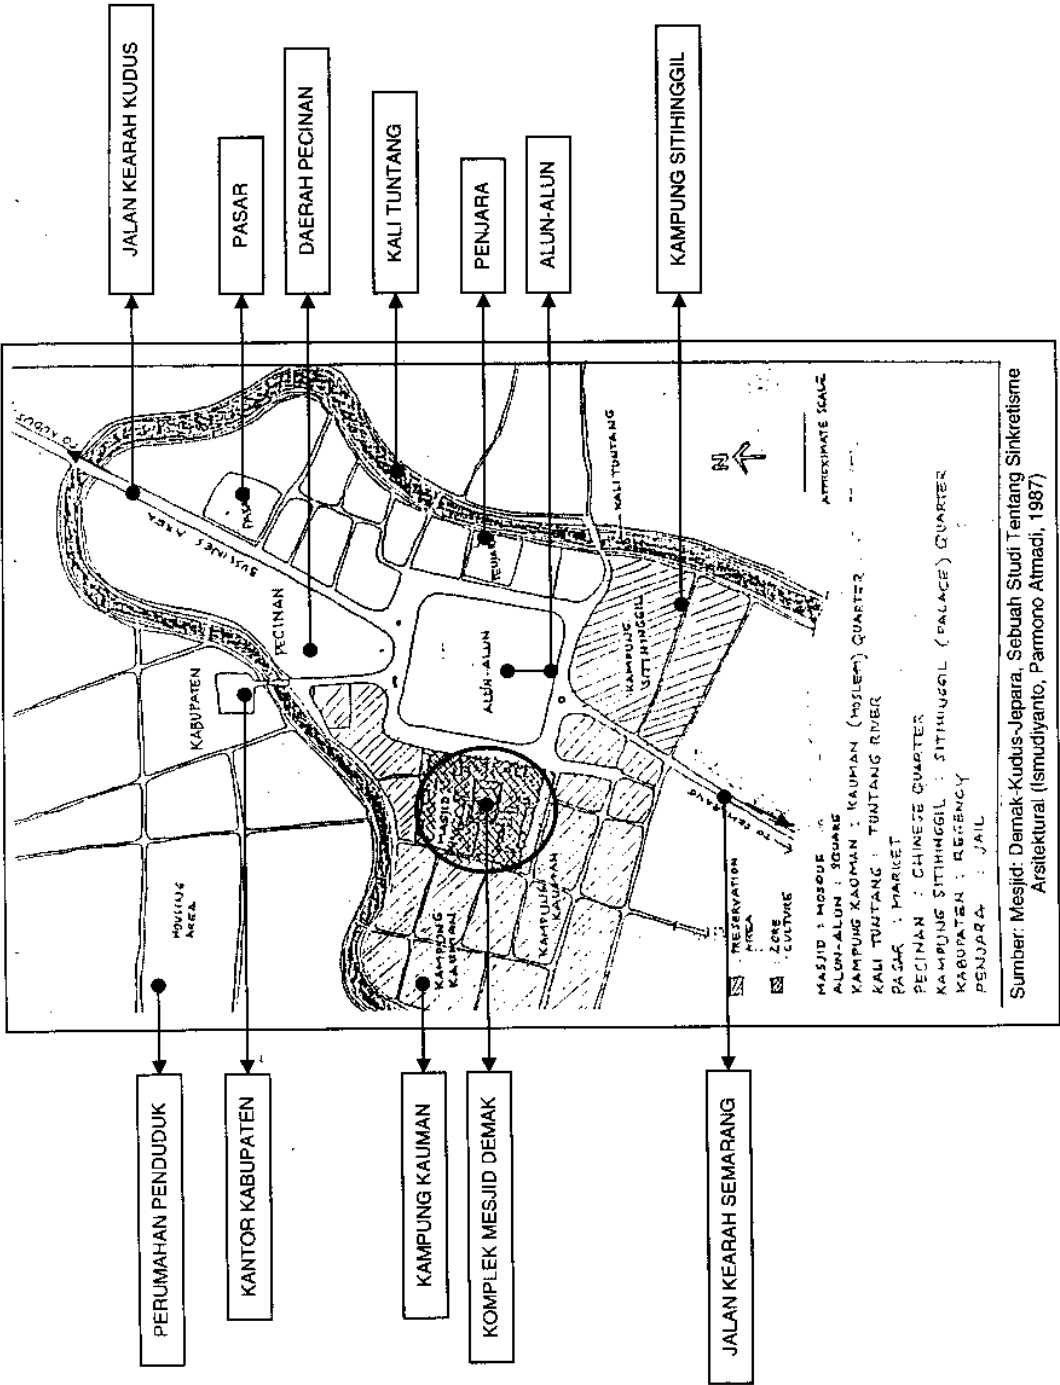 JALAN KEARAH KUDUS
PASAR
DAERAH PECINAN
KALI TUNTANG
PENJARA
ALUN-ALUN
KAMPUNG SITIHINGGIL
TO KUDUS
BUSSINES AREA
PASAR
PECINAN
KABUPATEN
ALUN-ALUN
KAMPUNG
SITIHINGGIL
KALI TUNTANG
MASJID
KAMPUNG
KAUMAN
KAMPUNG
KAUMAN
HOUSING
AREA
TO SEMARANG
N
APPROXIMATE SCALE
PRESERVATION
AREA
ZONE
CULTURE
MASJID : MOSQUE
ALUN-ALUN : SQUARE
KAMPUNG KAUMAN : KAUMAN (MOSLEM) QUARTER
KALI TUNTANG : TUNTANG RIVER
PASAR : MARKET
PECINAN : CHINESE QUARTER
KAMPUNG SITIHINGGIL : SITIHINGGIL (PALACE) QUARTER
KABUPATEN : REGENCY
PENJARA : JAIL
Sumber: Mesjid: Demak-Kudus-Jepara, Sebuah Studi Tentang Sinkretisme
Arsitektural (Ismudiyanto, Parmono Atmadi, 1987)
PERUMAHAN PENDUDUK
KANTOR KABUPATEN
KAMPUNG KAUMAN
KOMPLEK MESJID DEMAK
JALAN KEARAH SEMARANG